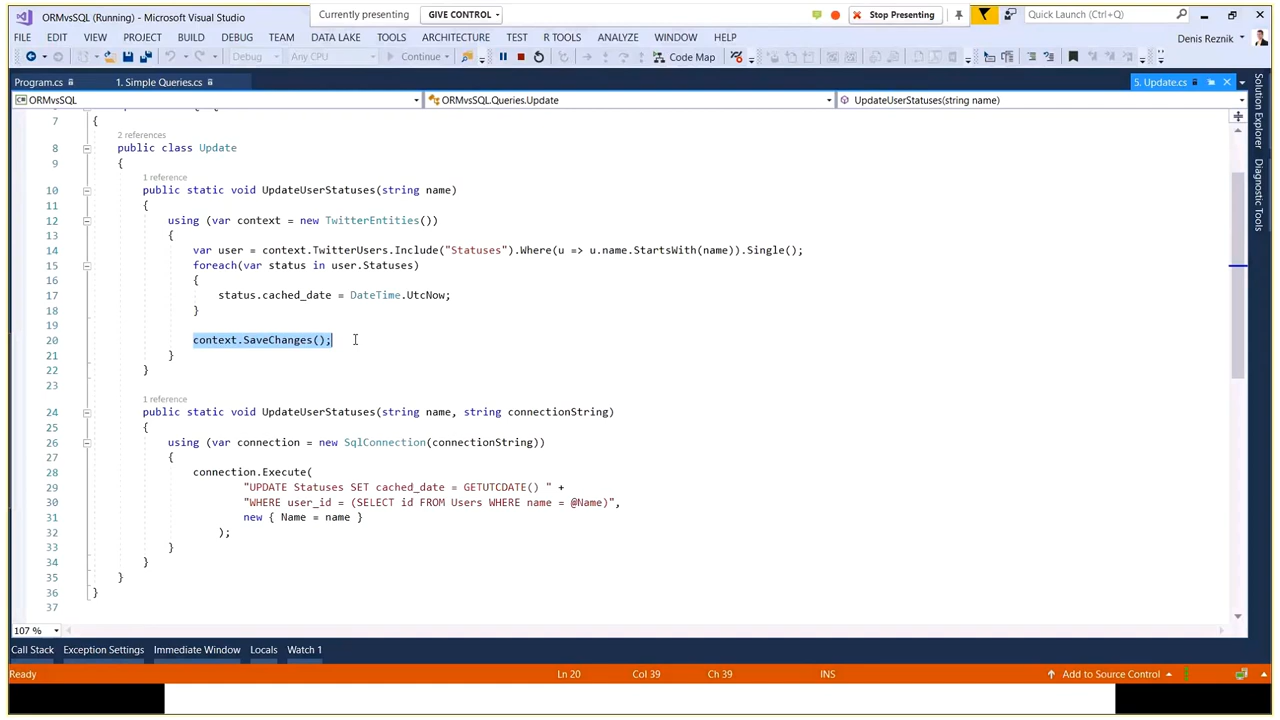 ORMvsSQL (Running) - Microsoft Visual Studio
Currently presenting
GIVE CONTROL
Stop Presenting
Quick Launch (Ctrl+Q)
FILE EDIT VIEW PROJECT BUILD DEBUG TEAM DATA LAKE TOOLS ARCHITECTURE TEST R TOOLS ANALYZE WINDOW HELP
Denis Reznik
Debug Any CPU Continue Code Map
Program.cs 1. Simple Queries.cs 5. Update.cs
ORMvsSQL ORMvsSQL.Queries.Update UpdateUserStatuses(string name)
Solution Explorer
Diagnostic Tools
7 {
2 references
8 public class Update
9 {
1 reference
10 public static void UpdateUserStatuses(string name)
11 {
12 using (var context = new TwitterEntities())
13 {
14 var user = context.TwitterUsers.Include("Statuses").Where(u => u.name.StartsWith(name)).Single();
15 foreach(var status in user.Statuses)
16 {
17 status.cached_date = DateTime.UtcNow;
18 }
19
20 context.SaveChanges();
21 }
22 }
23
1 reference
24 public static void UpdateUserStatuses(string name, string connectionString)
25 {
26 using (var connection = new SqlConnection(connectionString))
27 {
28 connection.Execute(
29 "UPDATE Statuses SET cached_date = GETUTCDATE() " +
30 "WHERE user_id = (SELECT id FROM Users WHERE name = @Name)",
31 new { Name = name }
32 );
33 }
34 }
35 }
36 }
37
107 %
Call Stack Exception Settings Immediate Window Locals Watch 1
Ready Ln 20 Col 39 Ch 39 INS Add to Source Control